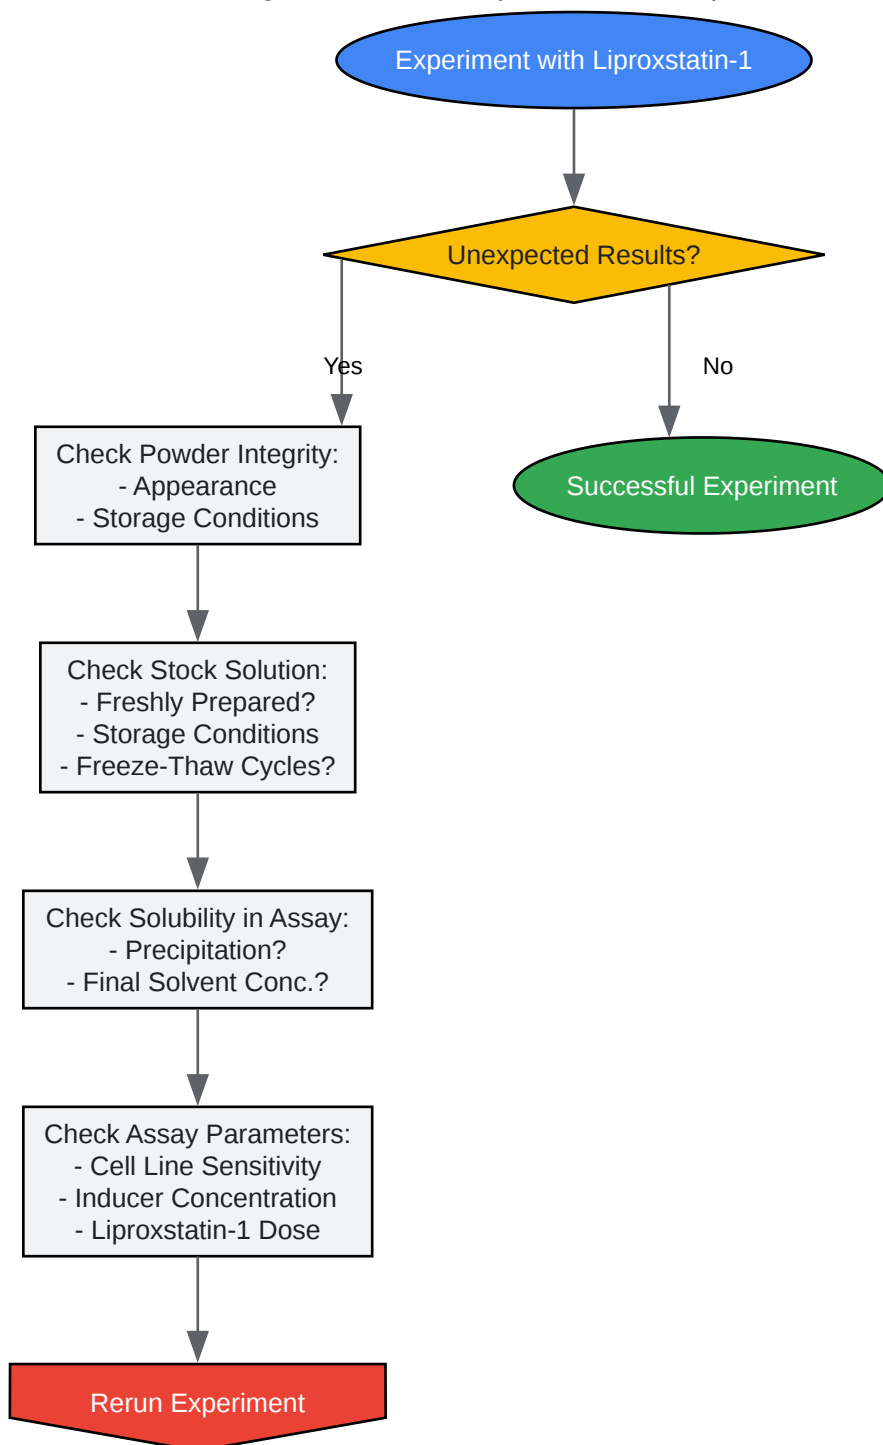 Experiment with Liproxstatin-1
Unexpected Results?
Yes
No
Check Powder Integrity:
- Appearance
- Storage Conditions
Successful Experiment
Check Stock Solution:
- Freshly Prepared?
- Storage Conditions
- Freeze-Thaw Cycles?
Check Solubility in Assay:
- Precipitation?
- Final Solvent Conc.?
Check Assay Parameters:
- Cell Line Sensitivity
- Inducer Concentration
- Liproxstatin-1 Dose
Rerun Experiment